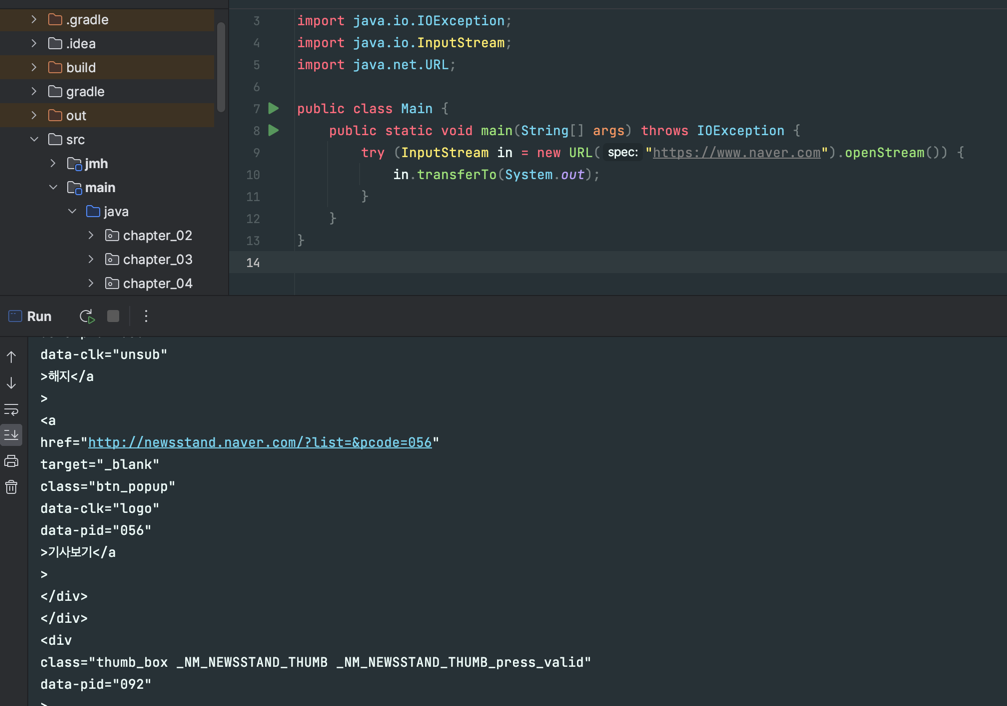 .gradle
.idea
build
gradle
out
src
jmh
main
java
chapter_02
chapter_03
chapter_04
3 import java.io.IOException;
4 import java.io.InputStream;
5 import java.net.URL;
6
7 public class Main {
8 public static void main(String[] args) throws IOException {
9 try (InputStream in = new URL( spec: "https://www.naver.com").openStream()) {
10 in.transferTo(System.out);
11 }
12 }
13 }
14
Run
data-clk="unsub"
>해지</a
>
<a
href="http://newsstand.naver.com/?list=&pcode=056"
target="_blank"
class="btn_popup"
data-clk="logo"
data-pid="056"
>기사보기</a
>
</div>
</div>
<div
class="thumb_box _NM_NEWSSTAND_THUMB _NM_NEWSSTAND_THUMB_press_valid"
data-pid="092"
>